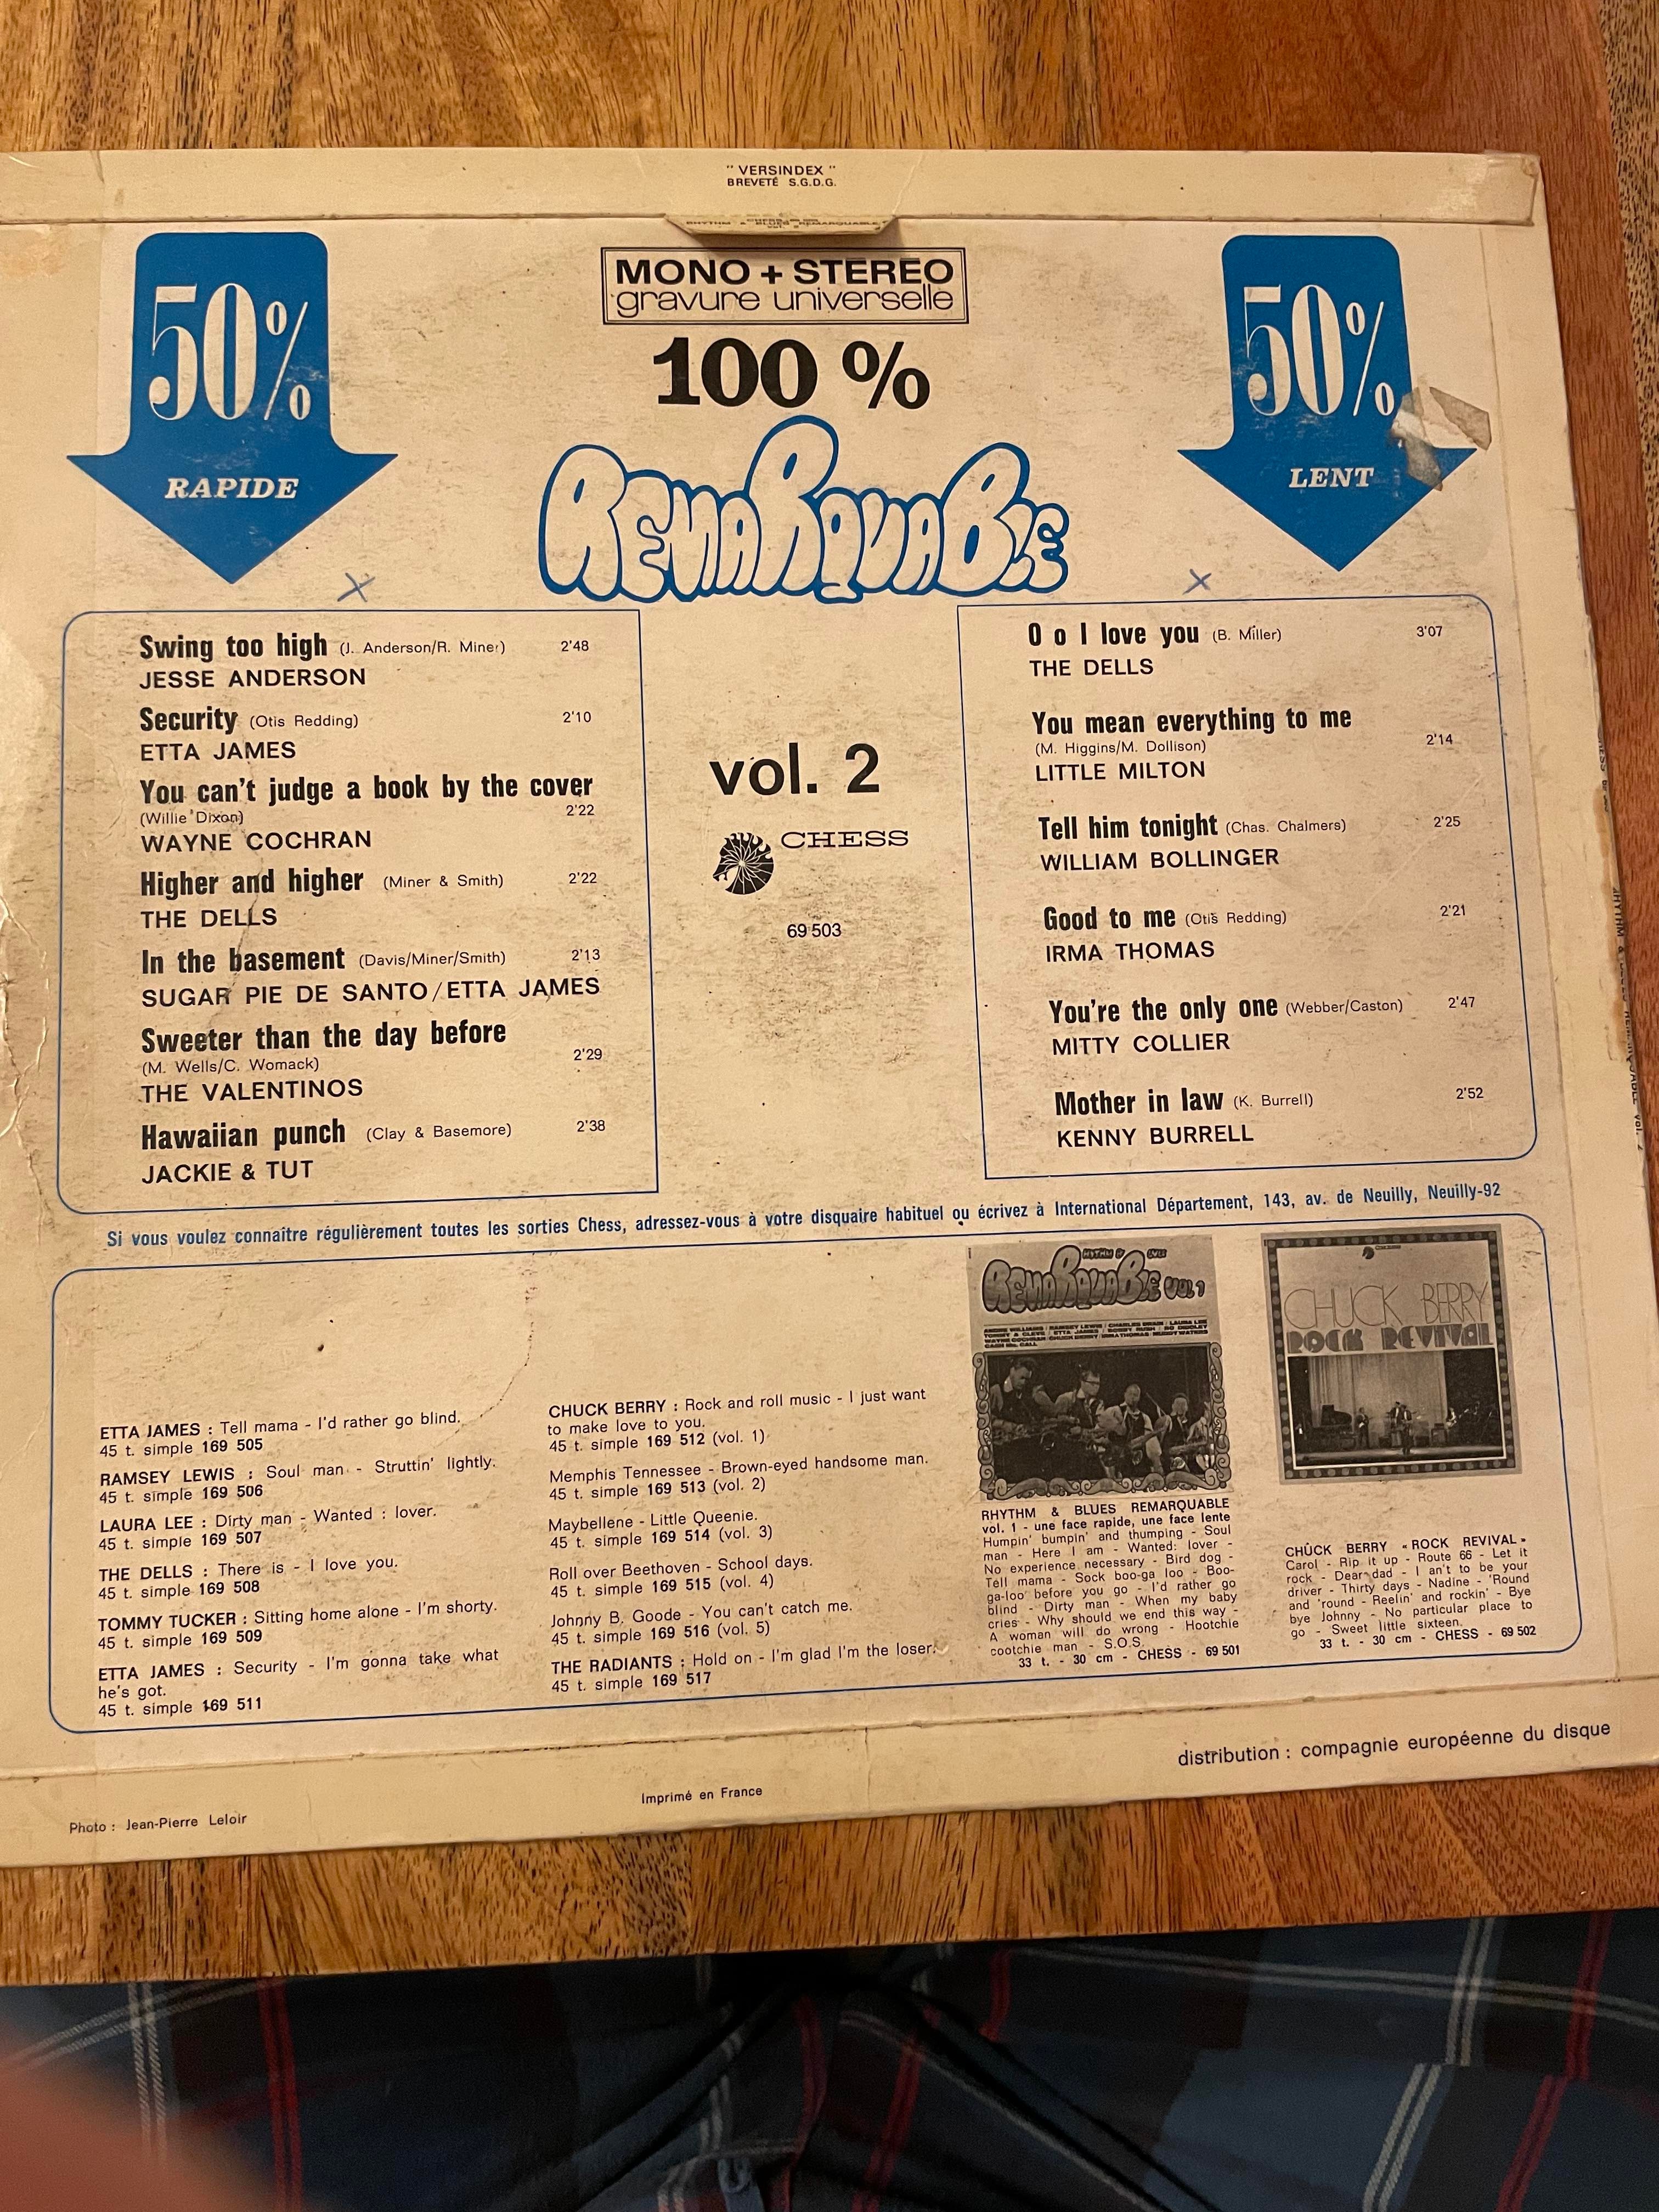 " VERSINDEX "
BREVETÉ S.G.D.G.
RHYTHM & BLUES REMARQUABLE
MONO + STEREO
gravure universelle
100 %
REMARQUABLE
50%
RAPIDE
50%
LENT
Swing too high (J. Anderson/R. Miner) 2'48
JESSE ANDERSON
Security (Otis Redding) 2'10
ETTA JAMES
You can't judge a book by the cover
(Willie Dixon) 2'22
WAYNE COCHRAN
Higher and higher (Miner & Smith) 2'22
THE DELLS
In the basement (Davis/Miner/Smith) 2'13
SUGAR PIE DE SANTO/ETTA JAMES
Sweeter than the day before
(M. Wells/C. Womack) 2'29
THE VALENTINOS
Hawaiian punch (Clay & Basemore) 2'38
JACKIE & TUT
vol. 2
CHESS
69 503
O o I love you (B. Miller) 3'07
THE DELLS
You mean everything to me
(M. Higgins/M. Dollison) 2'14
LITTLE MILTON
Tell him tonight (Chas. Chalmers) 2'25
WILLIAM BOLLINGER
Good to me (Otis Redding) 2'21
IRMA THOMAS
You're the only one (Webber/Caston) 2'47
MITTY COLLIER
Mother in law (K. Burrell) 2'52
KENNY BURRELL
Si vous voulez connaître régulièrement toutes les sorties Chess, adressez-vous à votre disquaire habituel ou écrivez à International Département, 143, av. de Neuilly, Neuilly-92
ETTA JAMES : Tell mama - I'd rather go blind.
45 t. simple 169 505
RAMSEY LEWIS : Soul man - Struttin' lightly.
45 t. simple 169 506
LAURA LEE : Dirty man - Wanted : lover.
45 t. simple 169 507
THE DELLS : There is - I love you.
45 t. simple 169 508
TOMMY TUCKER : Sitting home alone - I'm shorty.
45 t. simple 169 509
ETTA JAMES : Security - I'm gonna take what
he's got.
45 t. simple 169 511
CHUCK BERRY : Rock and roll music - I just want
to make love to you.
45 t. simple 169 512 (vol. 1)
Memphis Tennessee - Brown-eyed handsome man.
45 t. simple 169 513 (vol. 2)
Maybellene - Little Queenie.
45 t. simple 169 514 (vol. 3)
Roll over Beethoven - School days.
45 t. simple 169 515 (vol. 4)
Johnny B. Goode - You can't catch me.
45 t. simple 169 516 (vol. 5)
THE RADIANTS : Hold on - I'm glad I'm the loser.
45 t. simple 169 517
RHYTHM & BLUES
REMARQUABLE VOL 1
RHYTHM & BLUES REMARQUABLE
vol. 1 - une face rapide, une face lente
Humpin' bumpin' and thumping - Soul
man - Here I am - Wanted: lover -
No experience necessary - Bird dog -
Tell mama - Sock boo-ga loo - Boo-
ga-loo before you go - I'd rather go
blind - Dirty man - When my baby
cries - Why should we end this way -
A woman will do wrong - Hootchie
cootchie man - S.O.S.
33 t. - 30 cm - CHESS - 69 501
CHESS
CHUCK BERRY
ROCK REVIVAL
CHUCK BERRY « ROCK REVIVAL »
Carol - Rip it up - Route 66 - Let it
rock - Dear dad - I an't to be your
driver - Thirty days - Nadine - 'Round
and 'round - Reelin' and rockin' - Bye
bye Johnny - No particular place to
go - Sweet little sixteen.
33 t. - 30 cm - CHESS - 69 502
distribution : compagnie européenne du disque
Imprimé en France
Photo : Jean-Pierre Leloir